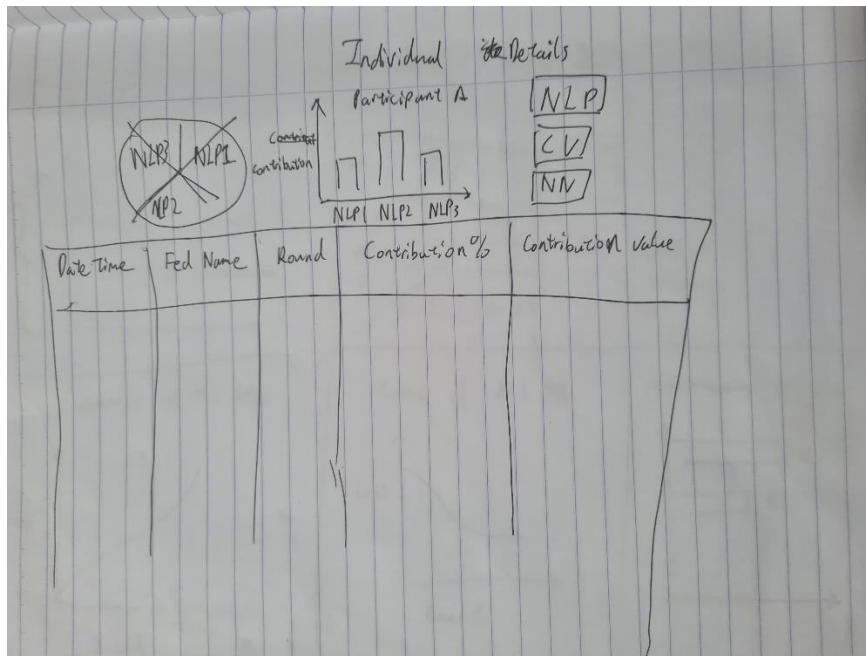 Individual Details
Participant A
contribution
NLP3 NLP1
NLP2
NLP1 NLP2 NLP3
NLP
CV
NN
Date Time Fed Name Round Contribution% Contribution value